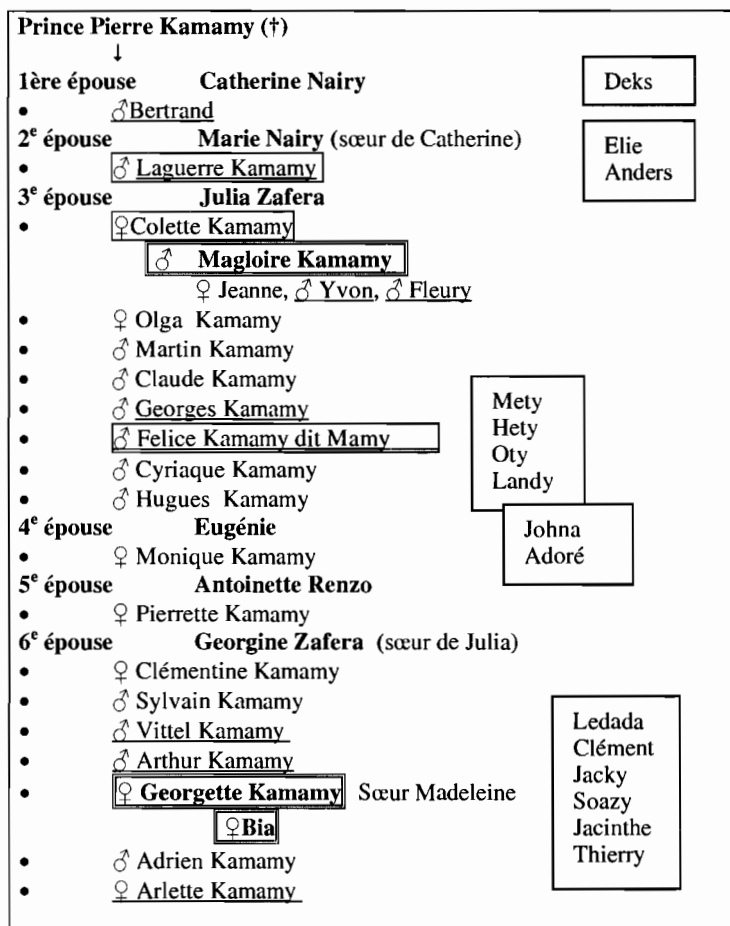 Prince Pierre Kamamy (†)
↓
1ère épouse Catherine Nairy
• ♂Bertrand
2e épouse Marie Nairy (sœur de Catherine)
• ♂ Laguerre Kamamy
3e épouse Julia Zafera
• ♀Colette Kamamy
♂ Magloire Kamamy
♀ Jeanne, ♂ Yvon, ♂ Fleury
• ♀ Olga Kamamy
• ♂ Martin Kamamy
• ♂ Claude Kamamy
• ♂ Georges Kamamy
• ♂ Felice Kamamy dit Mamy
• ♂ Cyriaque Kamamy
• ♂ Hugues Kamamy
4e épouse Eugénie
• ♀ Monique Kamamy
5e épouse Antoinette Renzo
• ♀ Pierrette Kamamy
6e épouse Georgine Zafera (sœur de Julia)
• ♀ Clémentine Kamamy
• ♂ Sylvain Kamamy
• ♂ Vittel Kamamy
• ♂ Arthur Kamamy
• ♀ Georgette Kamamy Sœur Madeleine
♀Bia
• ♂ Adrien Kamamy
• ♀ Arlette Kamamy
Deks
Elie
Anders
Mety
Hety
Oty
Landy
Johna
Adoré
Ledada
Clément
Jacky
Soazy
Jacinthe
Thierry